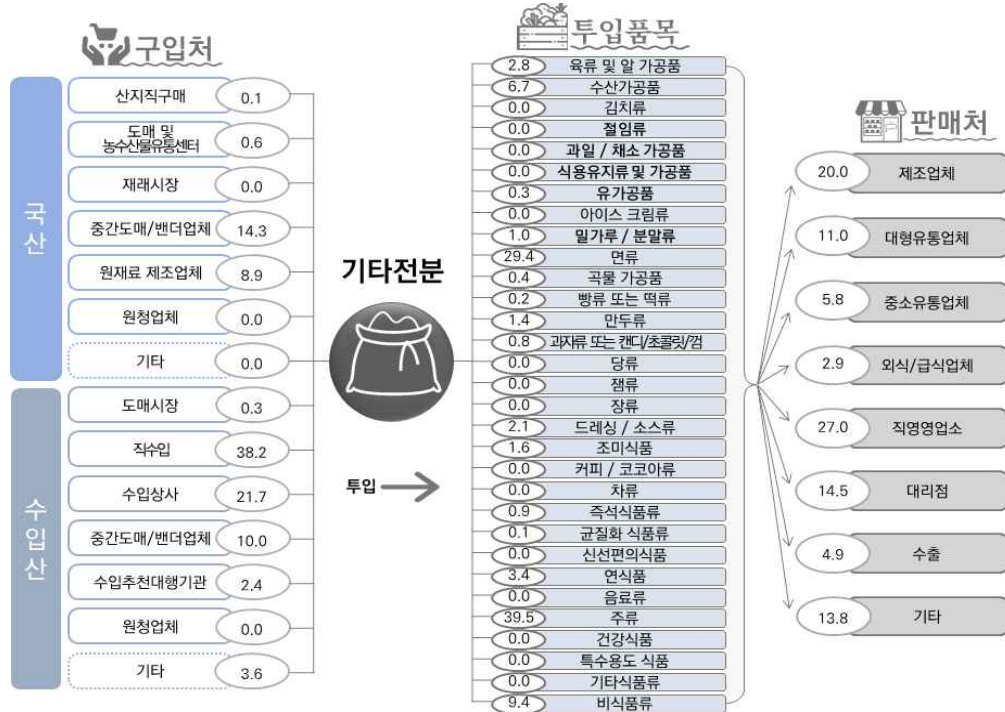 구입처
국산
산지직구매 0.1
도매 및
농수산물유통센터 0.6
재래시장 0.0
중간도매/밴더업체 14.3
원재료 제조업체 8.9
원청업체 0.0
기타 0.0
수입산
도매시장 0.3
직수입 38.2
수입상사 21.7
중간도매/밴더업체 10.0
수입추천대행기관 2.4
원청업체 0.0
기타 3.6
기타전분
투입
투입품목
2.8 육류 및 알 가공품
6.7 수산가공품
0.0 김치류
0.0 절임류
0.0 과일 / 채소 가공품
0.0 식용유지류 및 가공품
0.3 유가공품
0.0 아이스 크림류
1.0 밀가루 / 분말류
29.4 면류
0.4 곡물 가공품
0.2 빵류 또는 떡류
1.4 만두류
0.8 과자류 또는 캔디/초콜릿/껌
0.0 당류
0.0 잼류
0.0 장류
2.1 드레싱 / 소스류
1.6 조미식품
0.0 커피 / 코코아류
0.0 차류
0.9 즉석식품류
0.1 균질화 식품류
0.0 신선편의식품
3.4 연식품
0.0 음료류
39.5 주류
0.0 건강식품
0.0 특수용도 식품
0.0 기타식품류
9.4 비식품류
판매처
20.0 제조업체
11.0 대형유통업체
5.8 중소유통업체
2.9 외식/급식업체
27.0 직영영업소
14.5 대리점
4.9 수출
13.8 기타